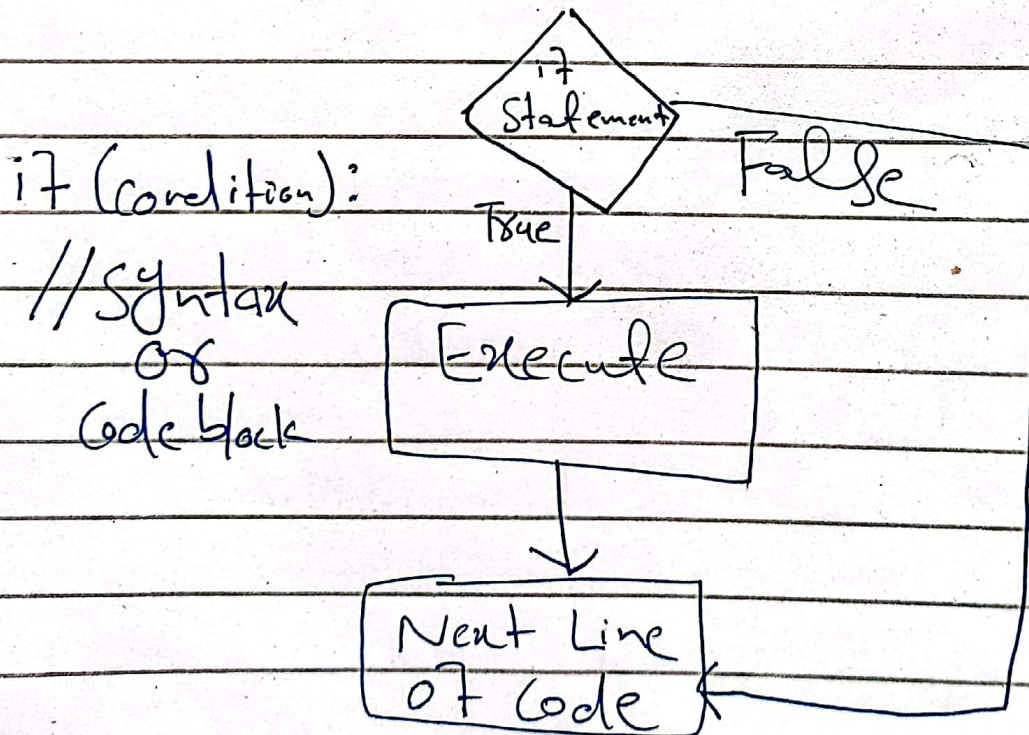 if
Statement
False
if (condition):
True
//Syntax
or
Code block
Execute
Next Line
of Code